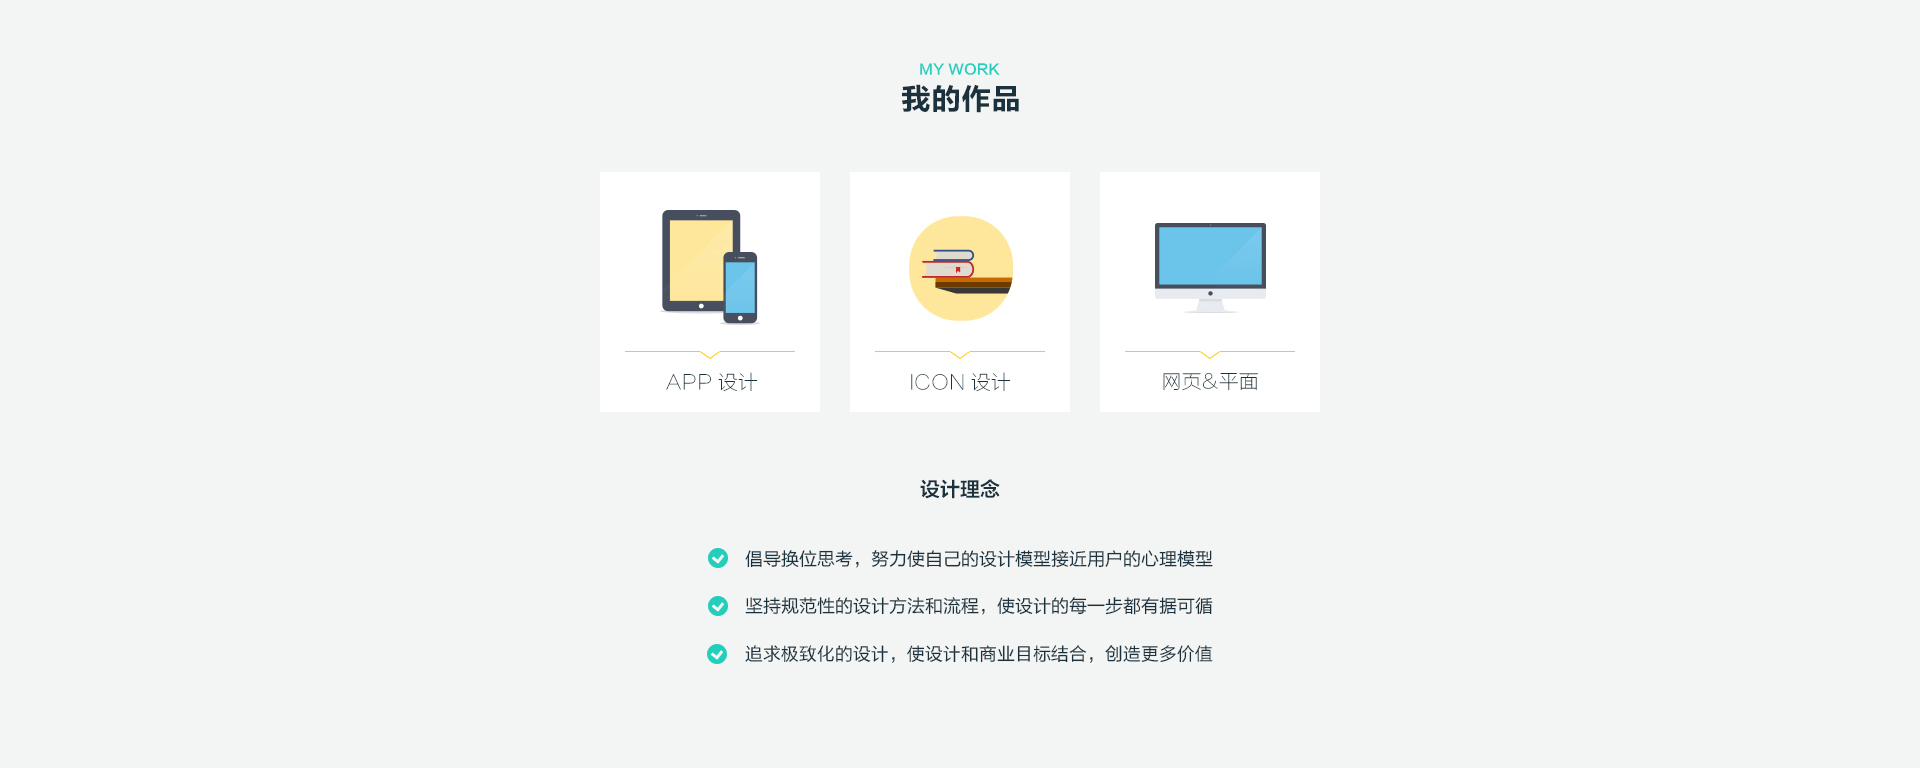 MY WORK
我的作品
APP 设计
ICON 设计
网页&平面
设计理念
倡导换位思考，努力使自己的设计模型接近用户的心理模型
坚持规范性的设计方法和流程，使设计的每一步都有据可循
追求极致化的设计，使设计和商业目标结合，创造更多价值